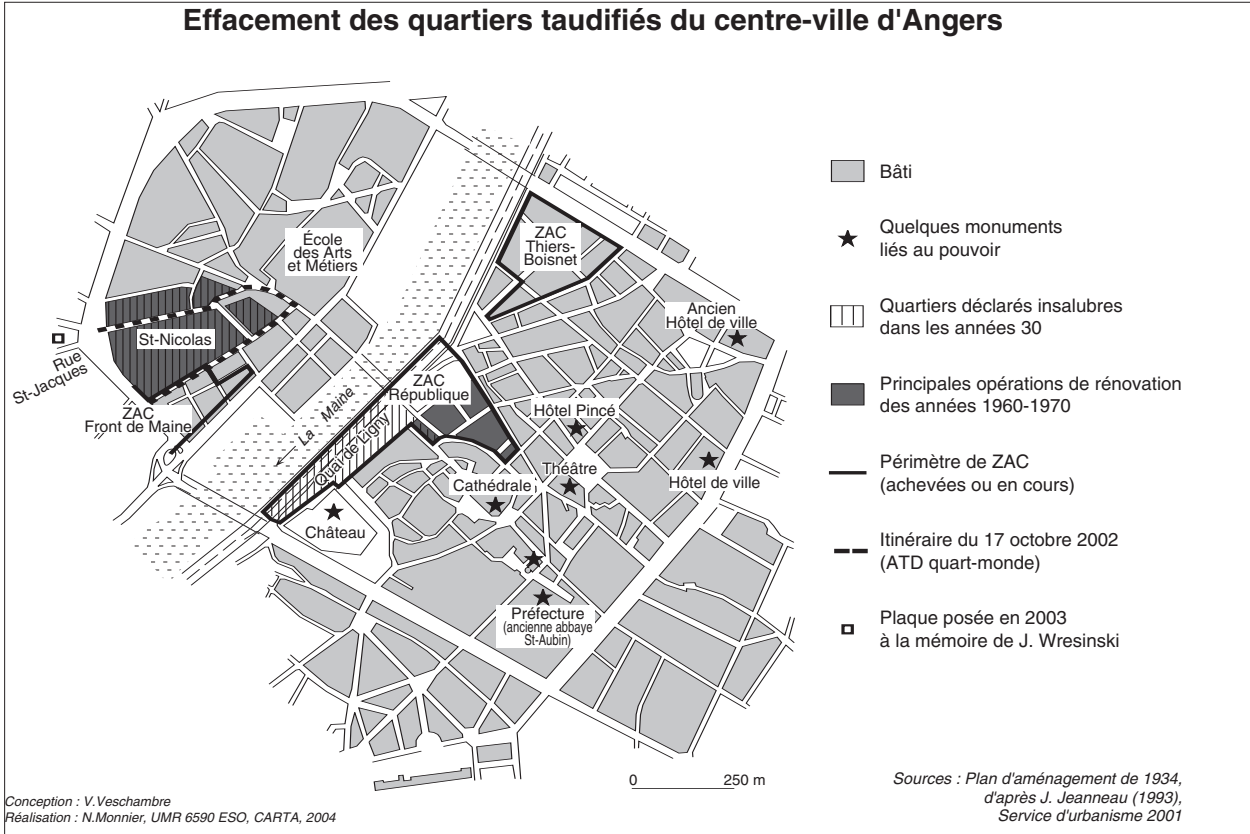 Effacement des quartiers taudifiés du centre-ville d'Angers
École
des Arts
et Métiers
ZAC
Thiers-
Boisnet
Ancien
Hôtel de ville
St-Nicolas
Rue
St-Jacques
ZAC
Front de Maine
La Maine
Quai de Ligny
ZAC
République
Hôtel Pincé
Théâtre
Hôtel de ville
Cathédrale
Château
Préfecture
(ancienne abbaye
St-Aubin)
Bâti
Quelques monuments
liés au pouvoir
Quartiers déclarés insalubres
dans les années 30
Principales opérations de rénovation
des années 1960-1970
Périmètre de ZAC
(achevées ou en cours)
Itinéraire du 17 octobre 2002
(ATD quart-monde)
Plaque posée en 2003
à la mémoire de J. Wresinski
0 250 m
Conception : V.Veschambre
Réalisation : N.Monnier, UMR 6590 ESO, CARTA, 2004
Sources : Plan d'aménagement de 1934,
d'après J. Jeanneau (1993),
Service d'urbanisme 2001